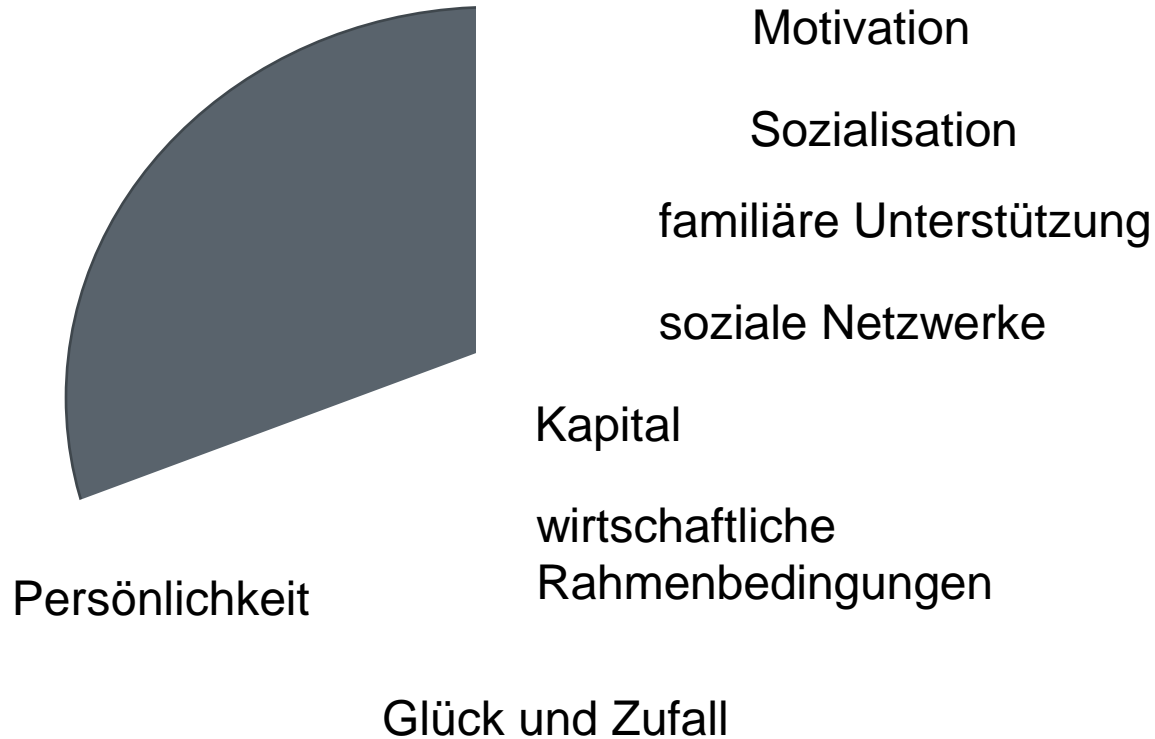 Motivation
Sozialisation
familiäre Unterstützung
soziale Netzwerke
Kapital
wirtschaftliche
Rahmenbedingungen
Persönlichkeit
Glück und Zufall